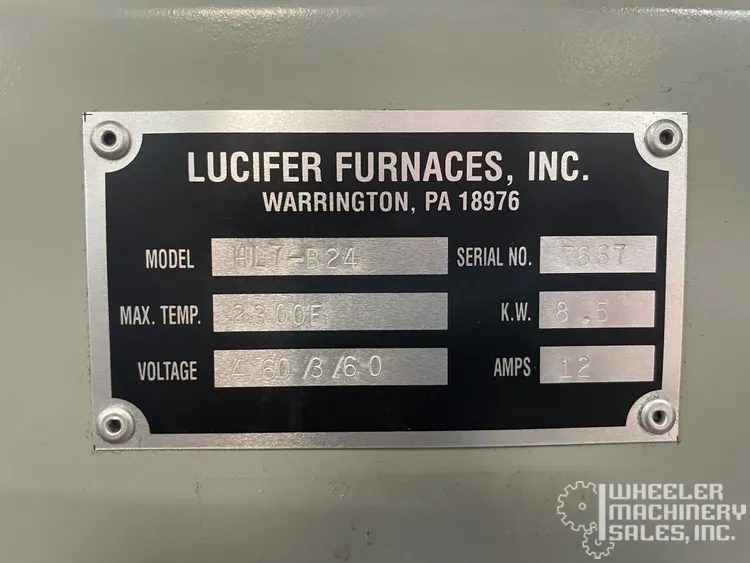 LUCIFER FURNACES, INC.
WARRINGTON, PA 18976
MODEL HL7-B24 SERIAL NO. 7667
MAX. TEMP. 2300F K.W. 8.5
VOLTAGE 460/3/60 AMPS 12
WHEELER
MACHINERY
SALES, INC.